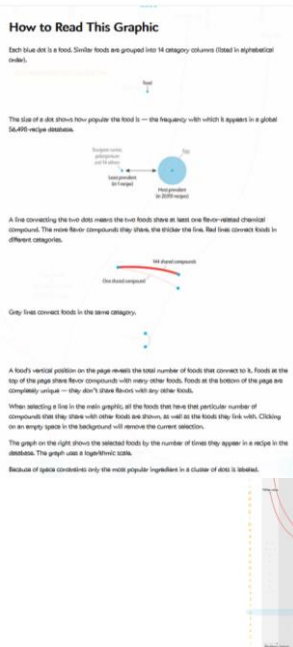 How to Read This Graphic
Each blue dot is a food. Similar foods are grouped into 14 category columns (listed in alphabetical
order).
Food
The size of a dot shows how popular the food is — the frequency with which it appears in a global
56,498-recipe database.
Egg
Least prevalent
(in 1 recipe)
Most prevalent
A line connecting the two dots means the two foods share at least one flavor-related chemical
compound. The more flavor compounds they share, the thicker the line. Red lines connect foods in
different categories.
shared compounds
One shared compound
Grey lines connect foods in the same category.
A food's vertical position on the page reveals the total number of foods that connect to it. Foods at the
top of the page share flavor compounds with many other foods. Foods at the bottom of the page are
completely unique — they don't share flavors with any other foods.
When selecting a line in the main graphic, all the foods that have that particular number of
compounds that they share with other foods are shown, as well as the foods they link with. Clicking
on an empty space in the background will remove the current selection.
The graph on the right shows the selected foods by the number of times they appear in a recipe in the
database. The graph uses a logarithmic scale.
Because of space constraints only the most popular ingredient in a cluster of dots is labeled.